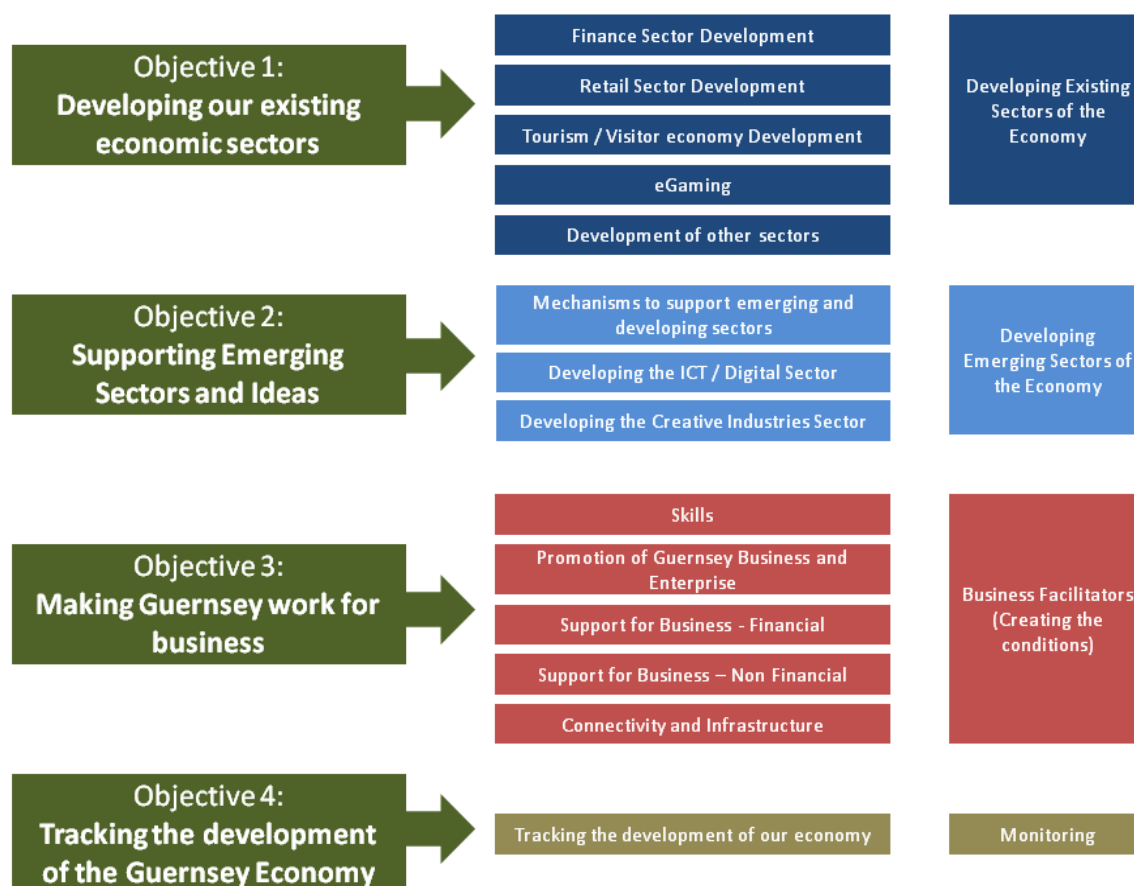 Objective 1:
Developing our existing
economic sectors
Finance Sector Development
Retail Sector Development
Tourism / Visitor economy Development
eGaming
Development of other sectors
Developing Existing
Sectors of the
Economy
Objective 2:
Supporting Emerging
Sectors and Ideas
Mechanisms to support emerging and
developing sectors
Developing the ICT / Digital Sector
Developing the Creative Industries Sector
Developing
Emerging Sectors of
the Economy
Objective 3:
Making Guernsey work for
business
Skills
Promotion of Guernsey Business and
Enterprise
Support for Business - Financial
Support for Business – Non Financial
Connectivity and Infrastructure
Business Facilitators
(Creating the
conditions)
Objective 4:
Tracking the development
of the Guernsey Economy
Tracking the development of our economy
Monitoring